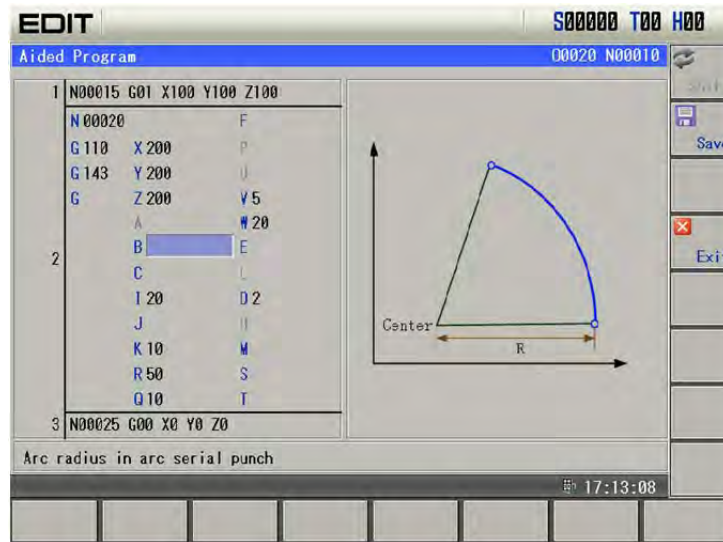 EDIT S00000 T00 H00
Aided Program O0020 N00010
Save
1 N00015 G01 X100 Y100 Z100
N 00020 F
G 110 X 200 P
G 143 Y 200 U
G Z 200 V 5
A W 20
B E
2
C L
I 20 D 2
J H
K 10 M
R 50 S
Q 10 T
Center
R
Exit
3 N00025 G00 X0 Y0 Z0
Arc radius in arc serial punch
17:13:08